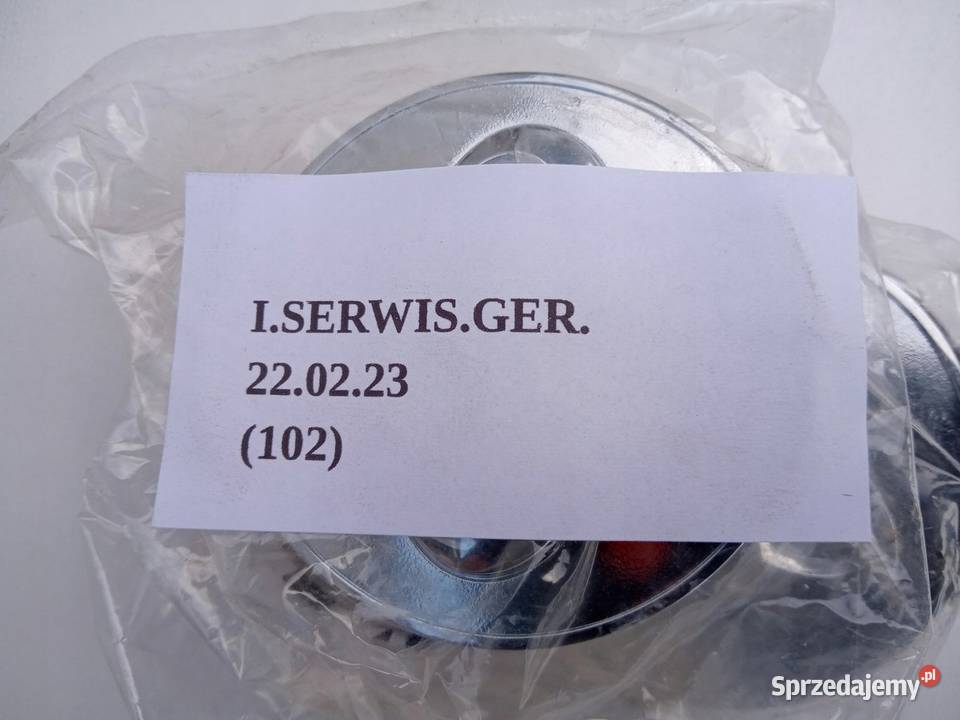 I.SERWIS.GER.
22.02.23
(102)
Sprzedajemy.pl